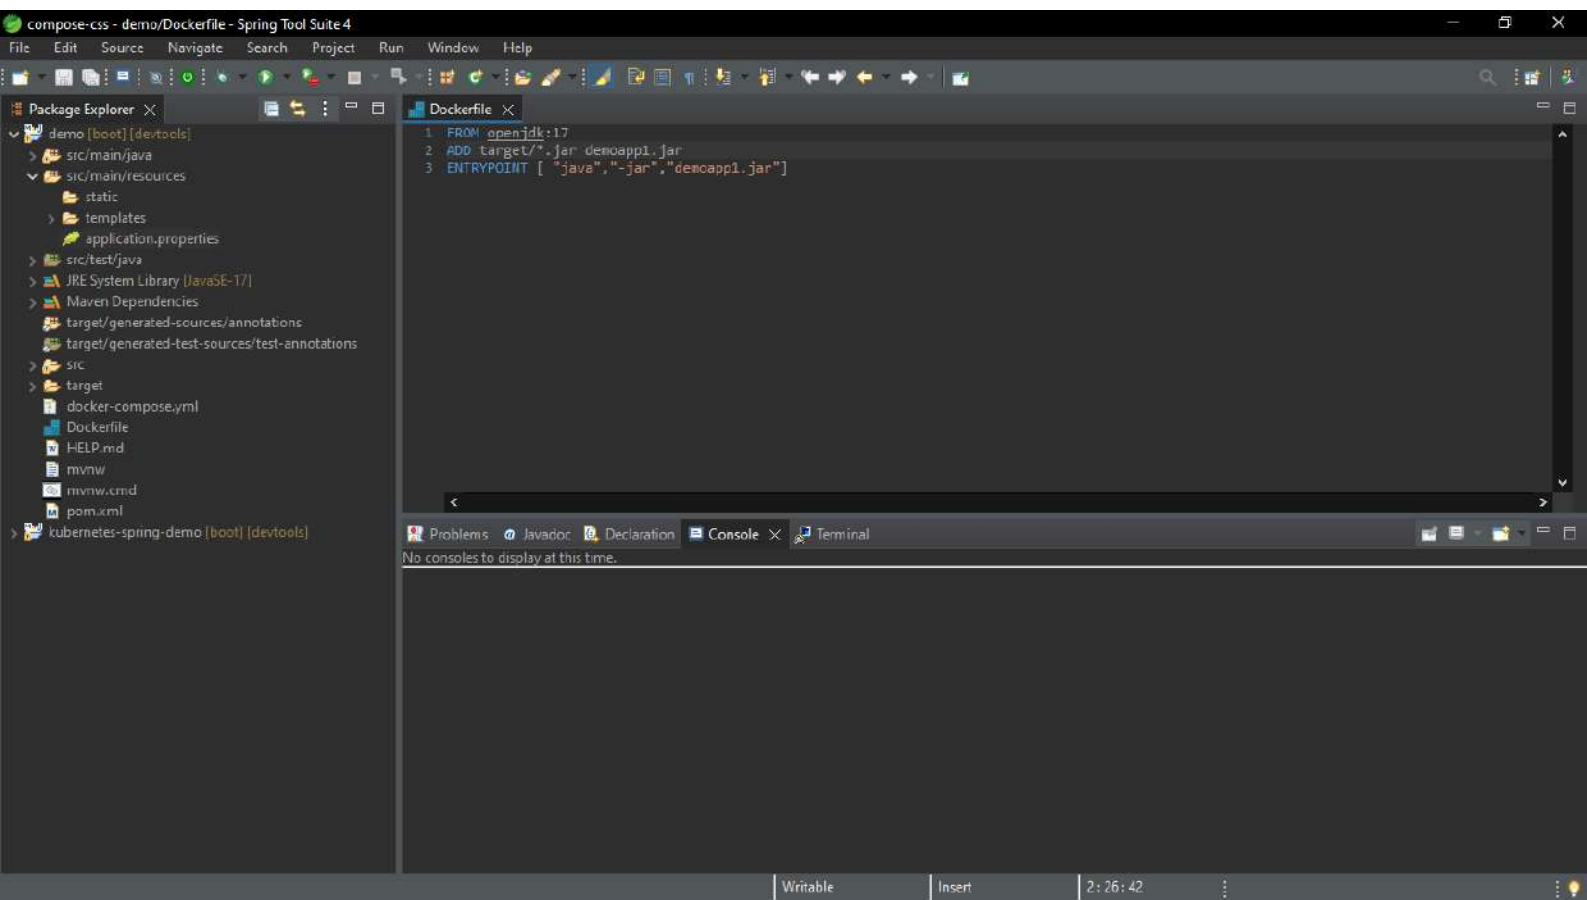 compose-css - demo/Dockerfile - Spring Tool Suite 4
File Edit Source Navigate Search Project Run Window Help
Package Explorer
demo [boot] [devtools]
src/main/java
src/main/resources
static
templates
application.properties
src/test/java
JRE System Library [JavaSE-17]
Maven Dependencies
target/generated-sources/annotations
target/generated-test-sources/test-annotations
src
target
docker-compose.yml
Dockerfile
HELP.md
mvnw
mvnw.cmd
pom.xml
kubernetes-spring-demo [boot] [devtools]
Dockerfile
1 FROM openjdk:17
2 ADD target/*.jar demoapp1.jar
3 ENTRYPOINT [ "java","-jar","demoapp1.jar"]
Problems Javadoc Declaration Console Terminal
No consoles to display at this time.
Writable Insert 2:26:42